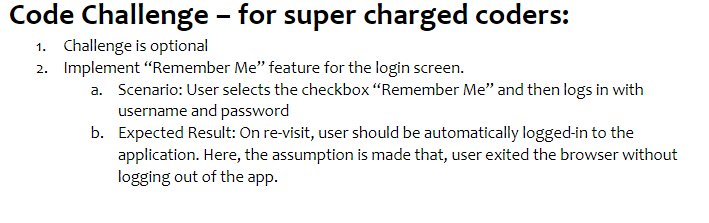 Code Challenge – for super charged coders:
1. Challenge is optional
2. Implement “Remember Me” feature for the login screen.
a. Scenario: User selects the checkbox “Remember Me” and then logs in with
username and password
b. Expected Result: On re-visit, user should be automatically logged-in to the
application. Here, the assumption is made that, user exited the browser without
logging out of the app.